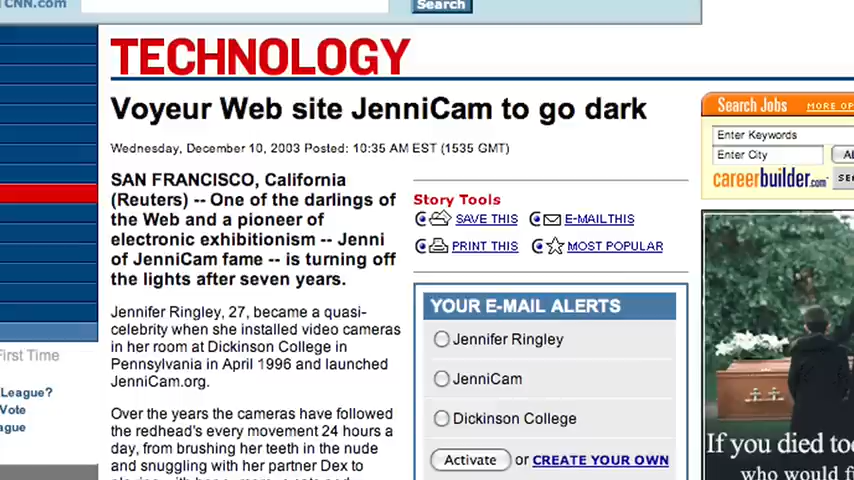 CNN.com
Search
TECHNOLOGY
Voyeur Web site JenniCam to go dark
Wednesday, December 10, 2003 Posted: 10:35 AM EST (1535 GMT)
SAN FRANCISCO, California
(Reuters) -- One of the darlings of
the Web and a pioneer of
electronic exhibitionism -- Jenni
of JenniCam fame -- is turning off
the lights after seven years.
Jennifer Ringley, 27, became a quasi-
celebrity when she installed video cameras
in her room at Dickinson College in
Pennsylvania in April 1996 and launched
JenniCam.org.
Over the years the cameras have followed
the redhead's every movement 24 hours a
day, from brushing her teeth in the nude
and snuggling with her partner Dex to
Story Tools
SAVE THIS E-MAIL THIS
PRINT THIS MOST POPULAR
YOUR E-MAIL ALERTS
Jennifer Ringley
JenniCam
Dickinson College
Activate or CREATE YOUR OWN
Search Jobs MORE OP
Enter Keywords
Enter City
careerbuilder.com SE
If you died too
who would f
First Time
League?
Vote
ague